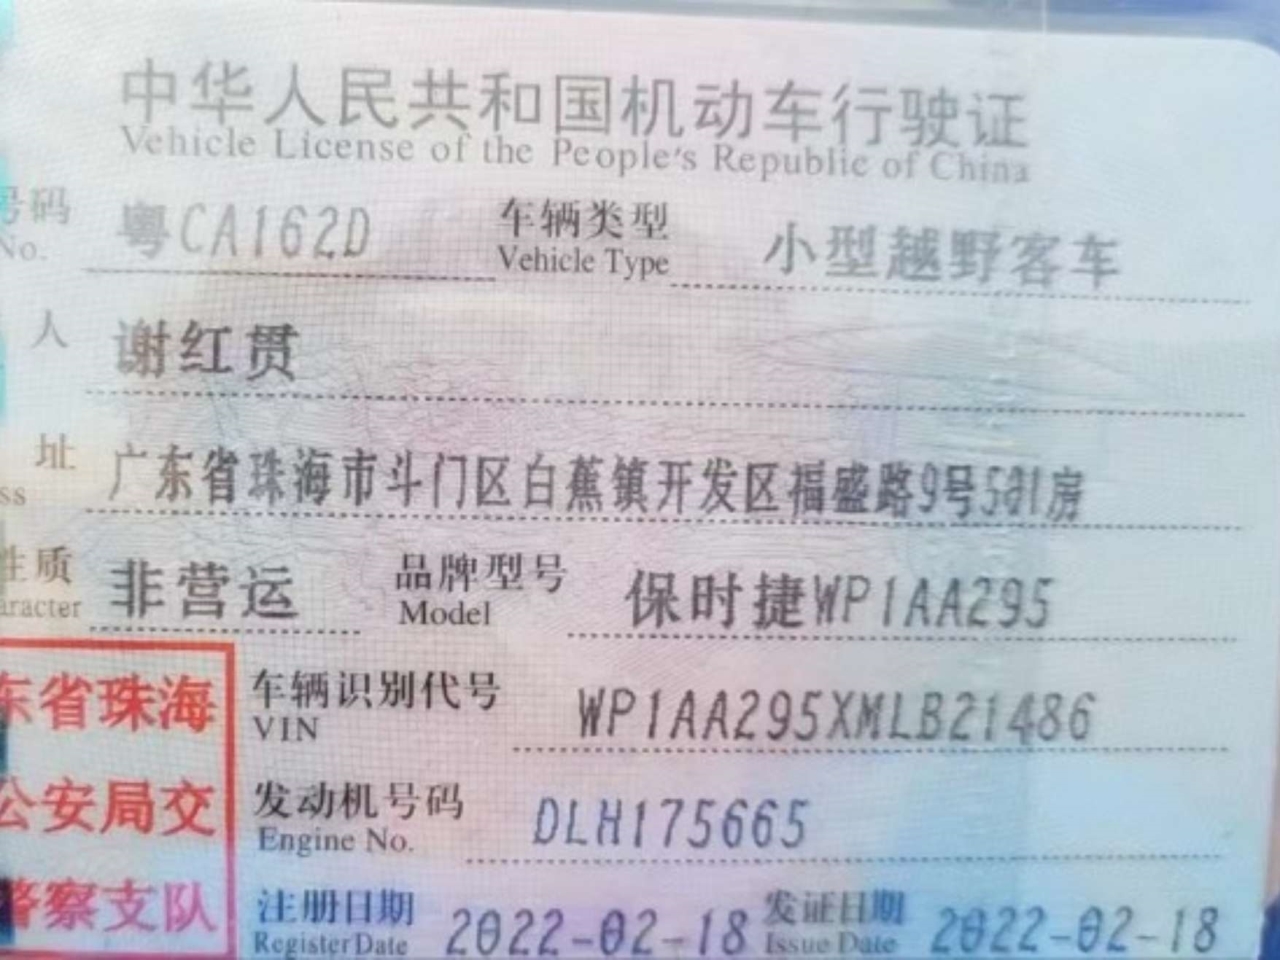 中华人民共和国机动车行驶证
Vehicle License of the People's Republic of China
号码 粤CA162D 车辆类型 小型越野客车
No. Vehicle Type
人 谢红贯
址 广东省珠海市斗门区白蕉镇开发区福盛路9号501房
ss
性质 非营运 品牌型号 保时捷WP1AA295
aracter Model
东省珠海 车辆识别代号 WP1AA295XMLB21486
VIN
公安局交 发动机号码 DLH175665
Engine No.
警察支队 注册日期 2022-02-18 发证日期 2022-02-18
Register Date Issue Date